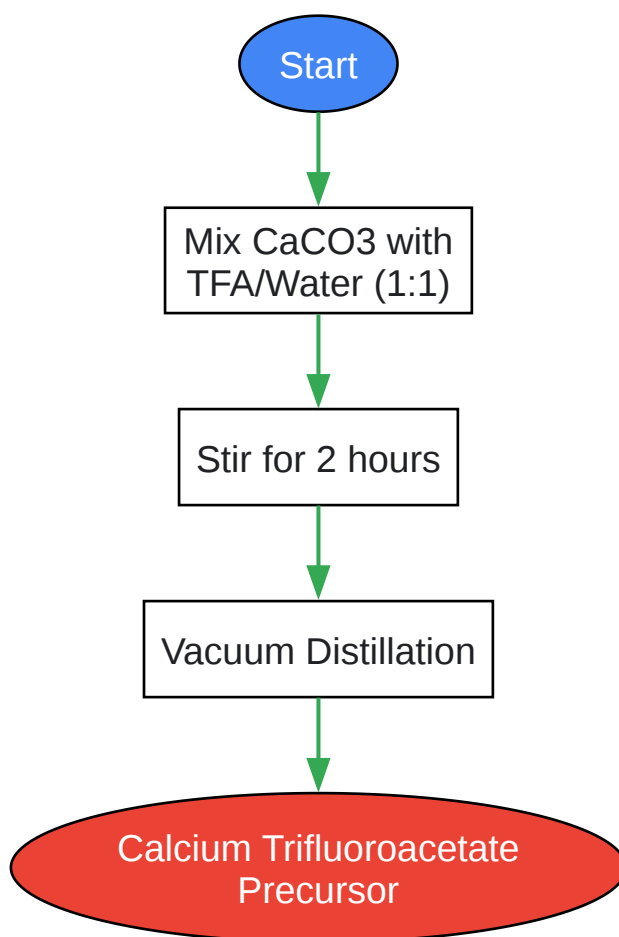 Start
Mix CaCO3 with
TFA/Water (1:1)
Stir for 2 hours
Vacuum Distillation
Calcium Trifluoroacetate
Precursor